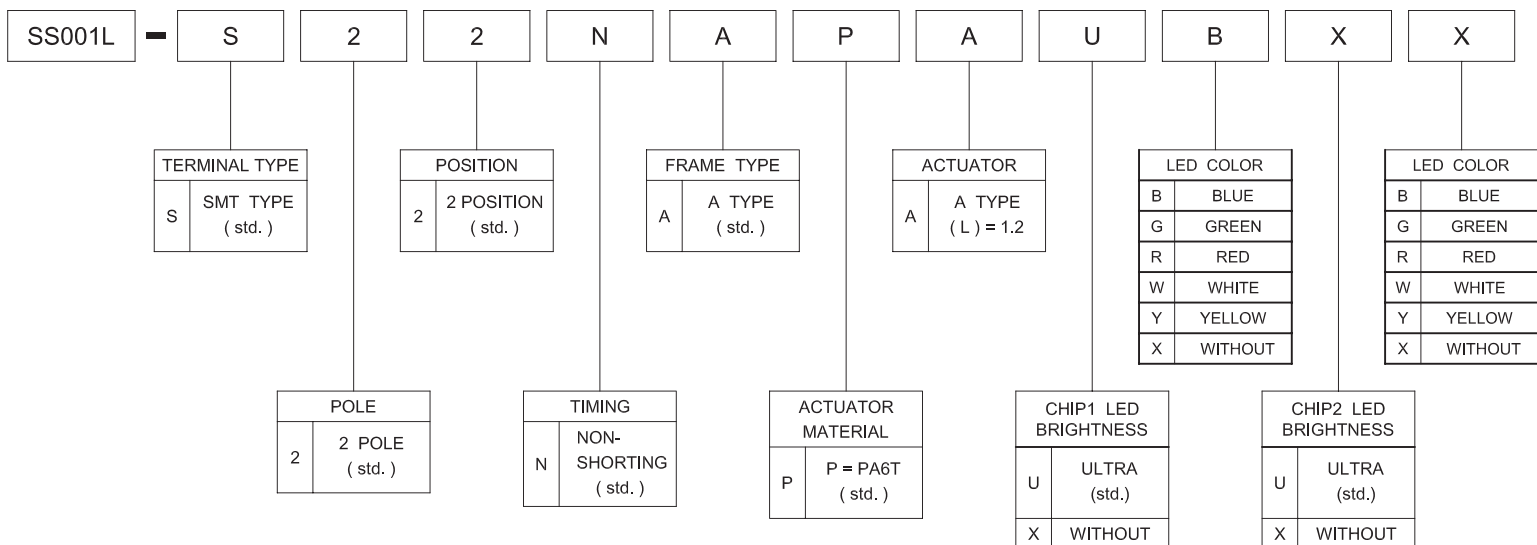 SS001L - S 2 2 N A P A U B X X
TERMINAL TYPE
S SMT TYPE
( std. )
POSITION
2 2 POSITION
( std. )
FRAME TYPE
A A TYPE
( std. )
ACTUATOR
A A TYPE
( L ) = 1.2
LED COLOR
B BLUE
G GREEN
R RED
W WHITE
Y YELLOW
X WITHOUT
LED COLOR
B BLUE
G GREEN
R RED
W WHITE
Y YELLOW
X WITHOUT
POLE
2 2 POLE
( std. )
TIMING
N NON-
SHORTING
( std. )
ACTUATOR
MATERIAL
P P = PA6T
( std. )
CHIP1 LED
BRIGHTNESS
U ULTRA
(std.)
X WITHOUT
CHIP2 LED
BRIGHTNESS
U ULTRA
(std.)
X WITHOUT